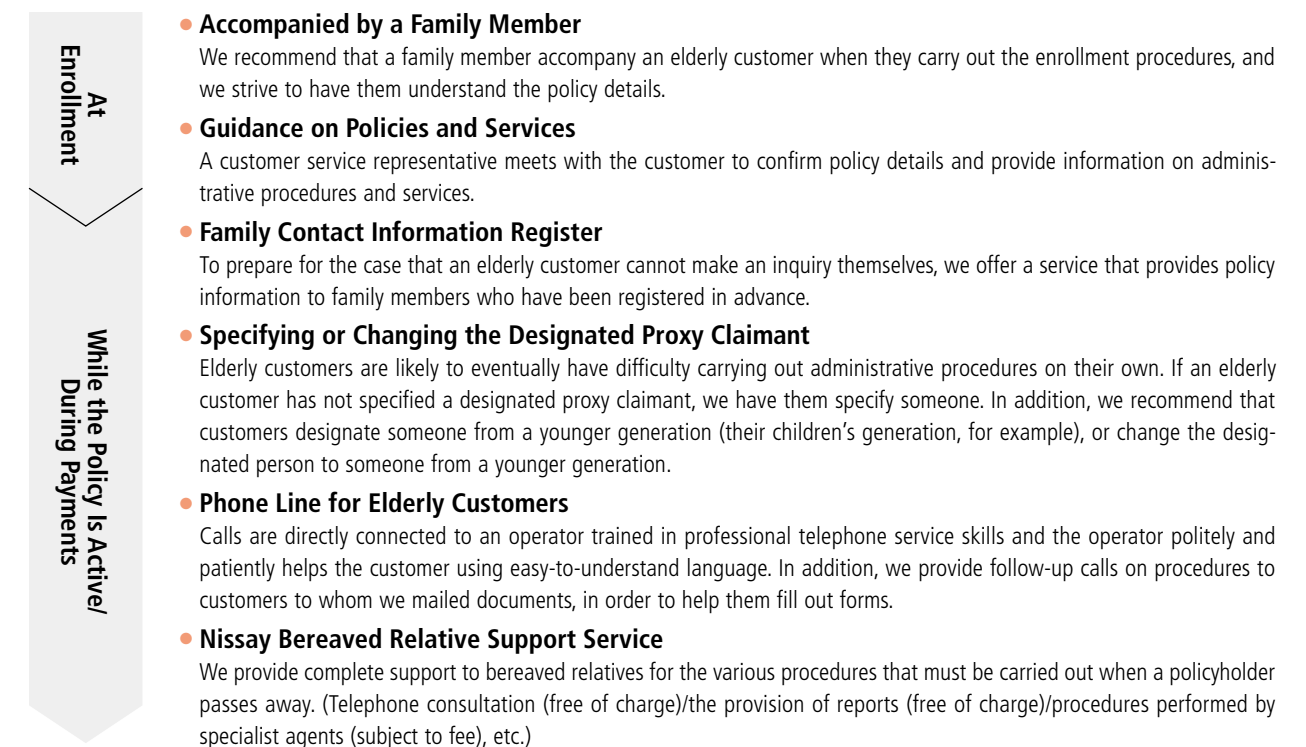 At
Enrollment
● Accompanied by a Family Member
We recommend that a family member accompany an elderly customer when they carry out the enrollment procedures, and
we strive to have them understand the policy details.
● Guidance on Policies and Services
A customer service representative meets with the customer to confirm policy details and provide information on adminis-
trative procedures and services.
While the Policy Is Active/
During Payments
● Family Contact Information Register
To prepare for the case that an elderly customer cannot make an inquiry themselves, we offer a service that provides policy
information to family members who have been registered in advance.
● Specifying or Changing the Designated Proxy Claimant
Elderly customers are likely to eventually have difficulty carrying out administrative procedures on their own. If an elderly
customer has not specified a designated proxy claimant, we have them specify someone. In addition, we recommend that
customers designate someone from a younger generation (their children's generation, for example), or change the desig-
nated person to someone from a younger generation.
● Phone Line for Elderly Customers
Calls are directly connected to an operator trained in professional telephone service skills and the operator politely and
patiently helps the customer using easy-to-understand language. In addition, we provide follow-up calls on procedures to
customers to whom we mailed documents, in order to help them fill out forms.
● Nissay Bereaved Relative Support Service
We provide complete support to bereaved relatives for the various procedures that must be carried out when a policyholder
passes away. (Telephone consultation (free of charge)/the provision of reports (free of charge)/procedures performed by
specialist agents (subject to fee), etc.)